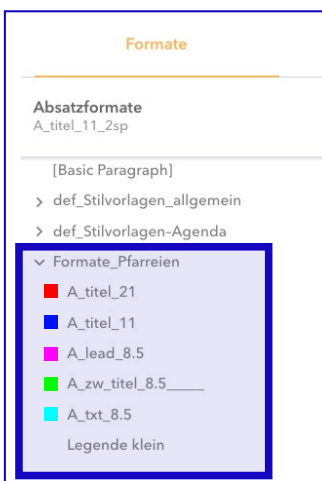 Formate
Absatzformate
A_titel_11_2sp
[Basic Paragraph]
def_Stilvorlagen_allgemein
def_Stilvorlagen-Agenda
Formate_Pfarreien
A_titel_21
A_titel_11
A_lead_8.5
A_zw_titel_8.5_____
A_txt_8.5
Legende klein